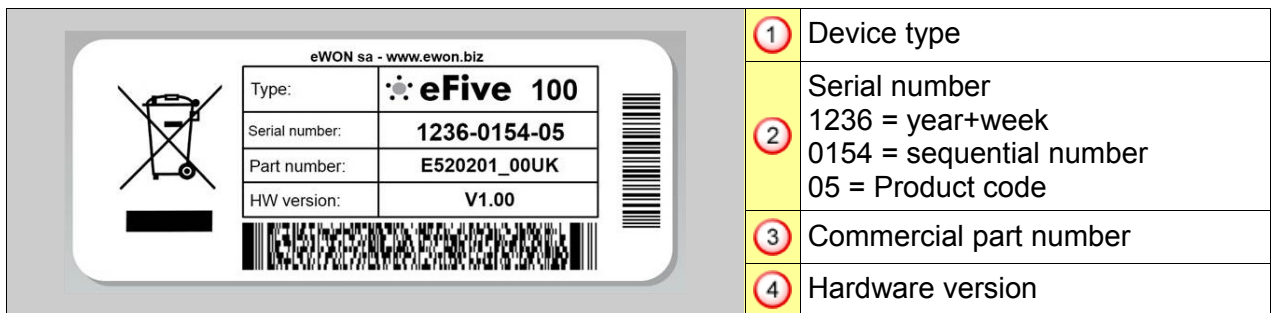 eWON sa - www.ewon.biz
Type: eFive 100
Serial number: 1236-0154-05
Part number: E520201_00UK
HW version: V1.00
1 Device type
2 Serial number
1236 = year+week
0154 = sequential number
05 = Product code
3 Commercial part number
4 Hardware version